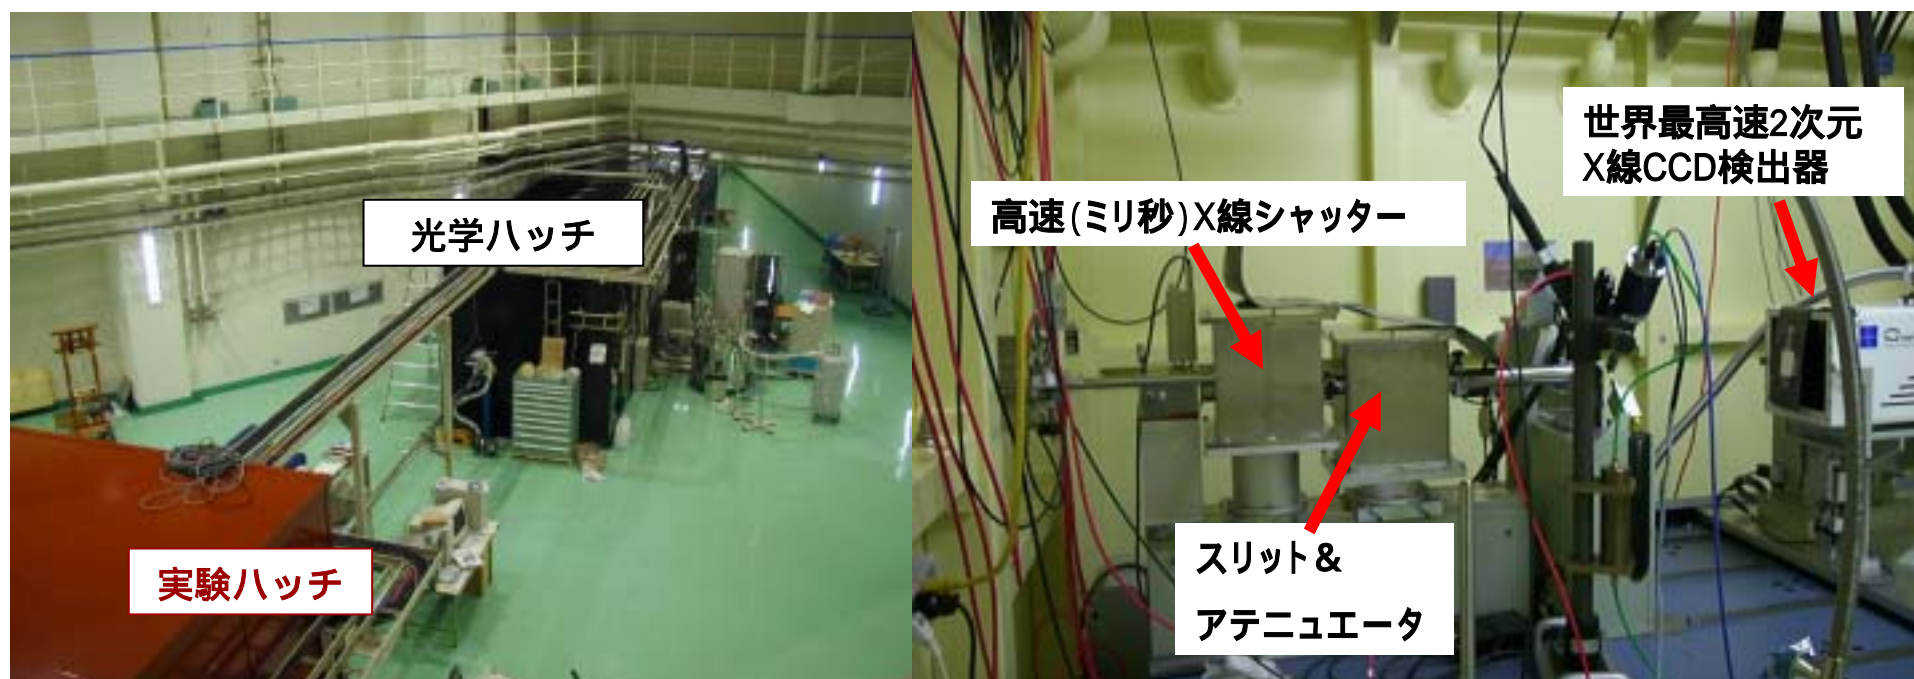 光学ハッチ
実験ハッチ
高速(ミリ秒)X線シャッター
世界最高速2次元
X線CCD検出器
スリット&
アテニュエータ